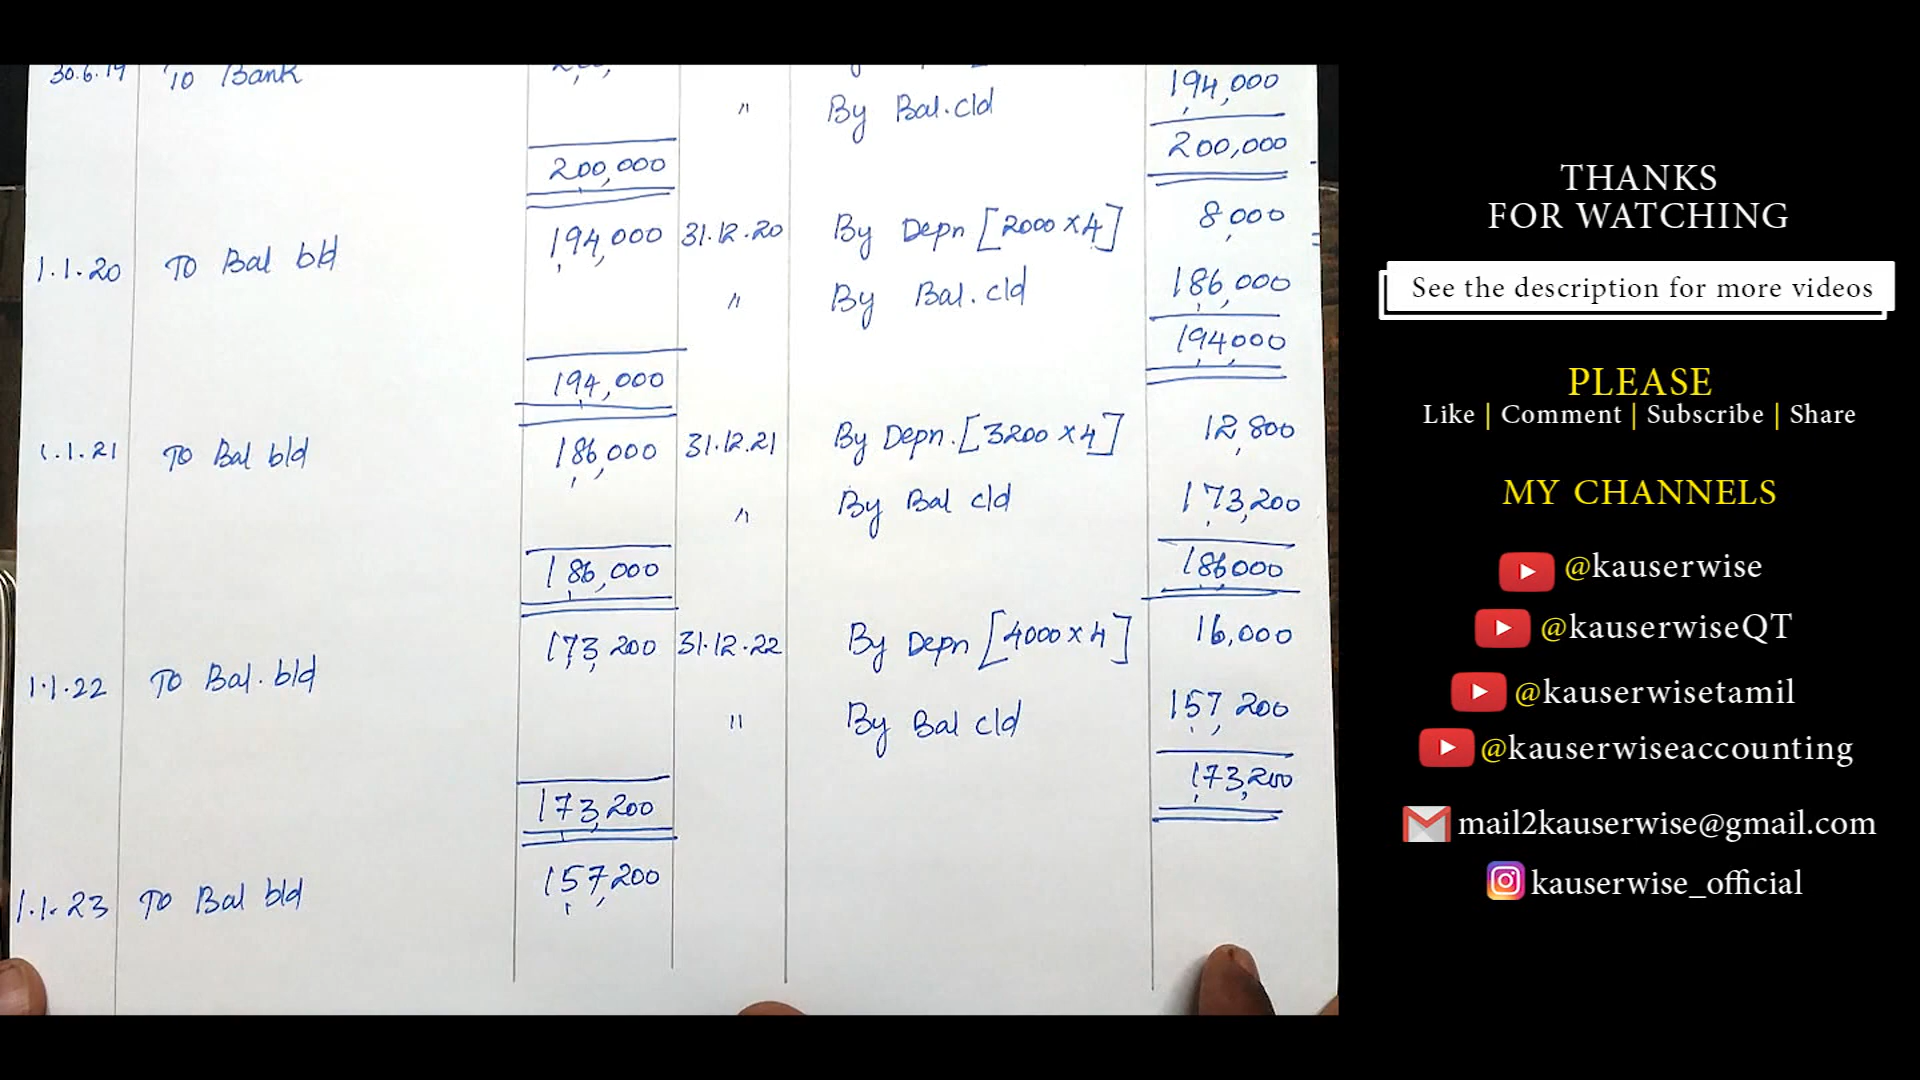 30.6.19 To Bank
194,000
" By Bal. c/d
200,000 200,000
1.1.20 To Bal b/d 194,000 31.12.20 By Depn [2000 x 4] 8,000
" By Bal. c/d 186,000
194,000 194000
1.1.21 To Bal b/d 186,000 31.12.21 By Depn. [3200 x 4] 12,800
" By Bal c/d 173,200
186,000 186000
1.1.22 To Bal. b/d 173,200 31.12.22 By Depn [4000 x 4] 16,000
" By Bal c/d 157,200
173,200 173,200
1.1.23 To Bal b/d 157,200
THANKS
FOR WATCHING
See the description for more videos
PLEASE
Like | Comment | Subscribe | Share
MY CHANNELS
@kauserwise
@kauserwiseQT
@kauserwisetamil
@kauserwiseaccounting
mail2kauserwise@gmail.com
kauserwise_official